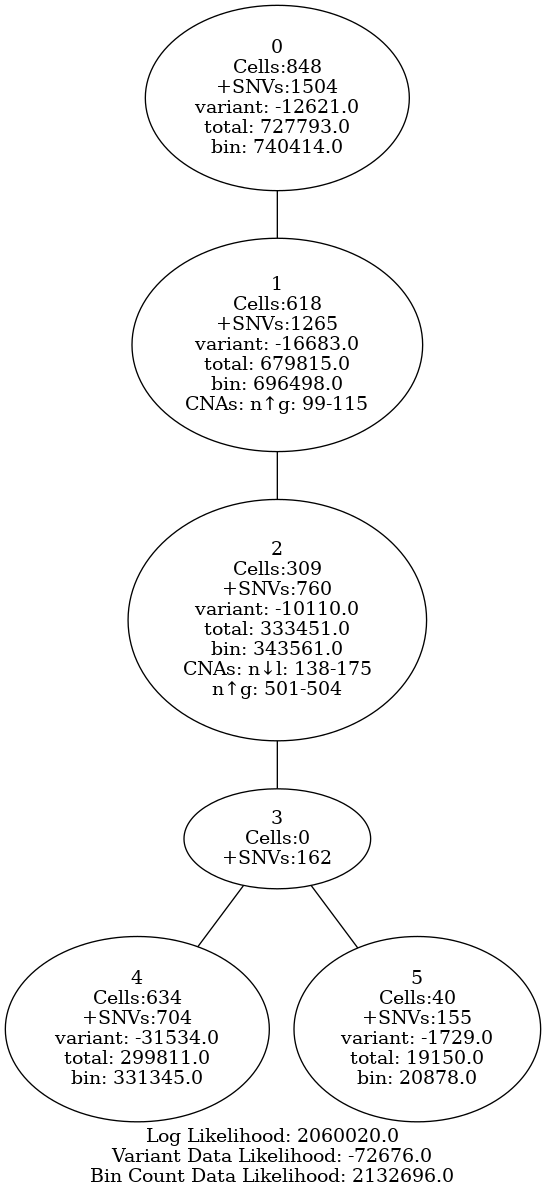 0
Cells:848
+SNVs:1504
variant: -12621.0
total: 727793.0
bin: 740414.0
1
Cells:618
+SNVs:1265
variant: -16683.0
total: 679815.0
bin: 696498.0
CNAs: n↑g: 99-115
2
Cells:309
+SNVs:760
variant: -10110.0
total: 333451.0
bin: 343561.0
CNAs: n↓l: 138-175
n↑g: 501-504
3
Cells:0
+SNVs:162
4
Cells:634
+SNVs:704
variant: -31534.0
total: 299811.0
bin: 331345.0
5
Cells:40
+SNVs:155
variant: -1729.0
total: 19150.0
bin: 20878.0
Log Likelihood: 2060020.0
Variant Data Likelihood: -72676.0
Bin Count Data Likelihood: 2132696.0